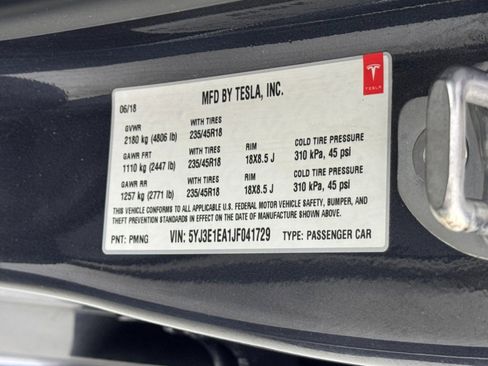 MFD BY TESLA, INC.
06/18
GVWR WITH TIRES
2180 kg (4806 lb) 235/45R18
GAWR FRT WITH TIRES RIM COLD TIRE PRESSURE
1110 kg (2447 lb) 235/45R18 18X8.5 J 310 kPa, 45 psi
GAWR RR WITH TIRES RIM COLD TIRE PRESSURE
1257 kg (2771 lb) 235/45R18 18X8.5 J 310 kPa, 45 psi
THIS VEHICLE CONFORMS TO ALL APPLICABLE U.S. FEDERAL MOTOR VEHICLE SAFETY, BUMPER,
AND THEFT PREVENTION STANDARDS IN EFFECT ON THE DATE OF MANUFACTURE SHOWN ABOVE.
PNT: PMNG VIN: 5YJ3E1EA1JF041729 TYPE: PASSENGER CAR
TESLA